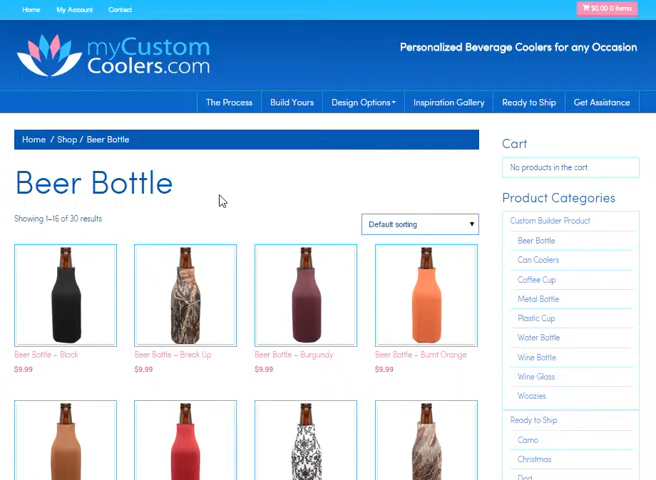 Home My Account Contact
$0.00 0 items
myCustom
Coolers.com
Personalized Beverage Coolers for any Occasion
The Process Build Yours Design Options Inspiration Gallery Ready to Ship Get Assistance
Home / Shop / Beer Bottle
Beer Bottle
Showing 1–16 of 30 results
Default sorting
Beer Bottle – Black
$9.99
Beer Bottle – Break Up
$9.99
Beer Bottle – Burgundy
$9.99
Beer Bottle – Burnt Orange
$9.99
Cart
No products in the cart.
Product Categories
Custom Builder Product
Beer Bottle
Can Coolers
Coffee Cup
Metal Bottle
Plastic Cup
Water Bottle
Wine Bottle
Wine Glass
Woozies
Ready to Ship
Camo
Christmas
Dad